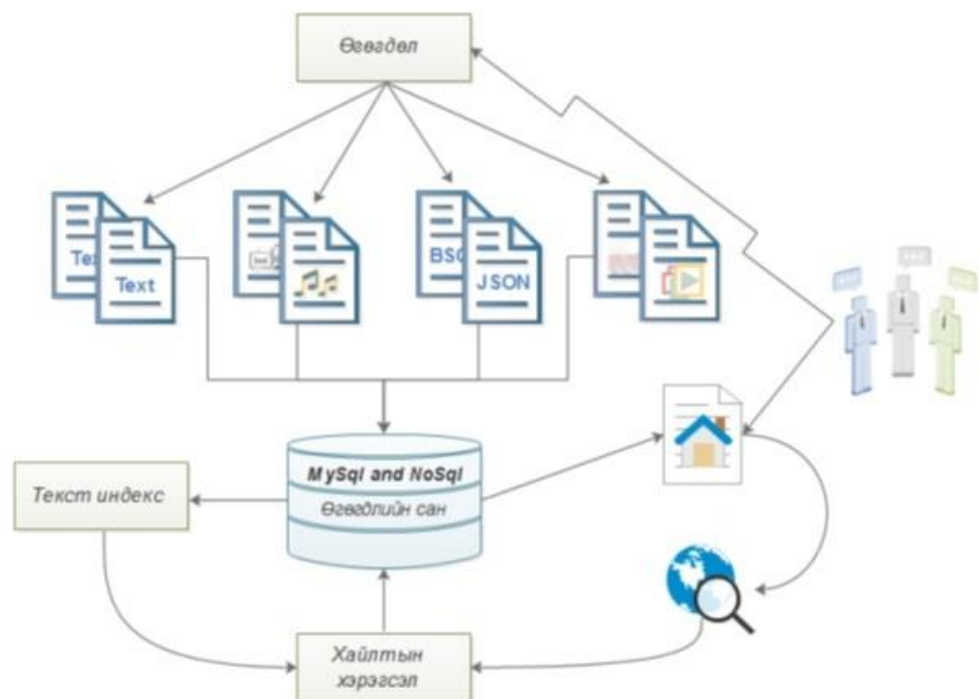 Өгөгдөл
Text
BSO
JSON
MySql and NoSql
Өгөгдлийн сан
Текст индекс
Хайлтын
хэрэгсэл